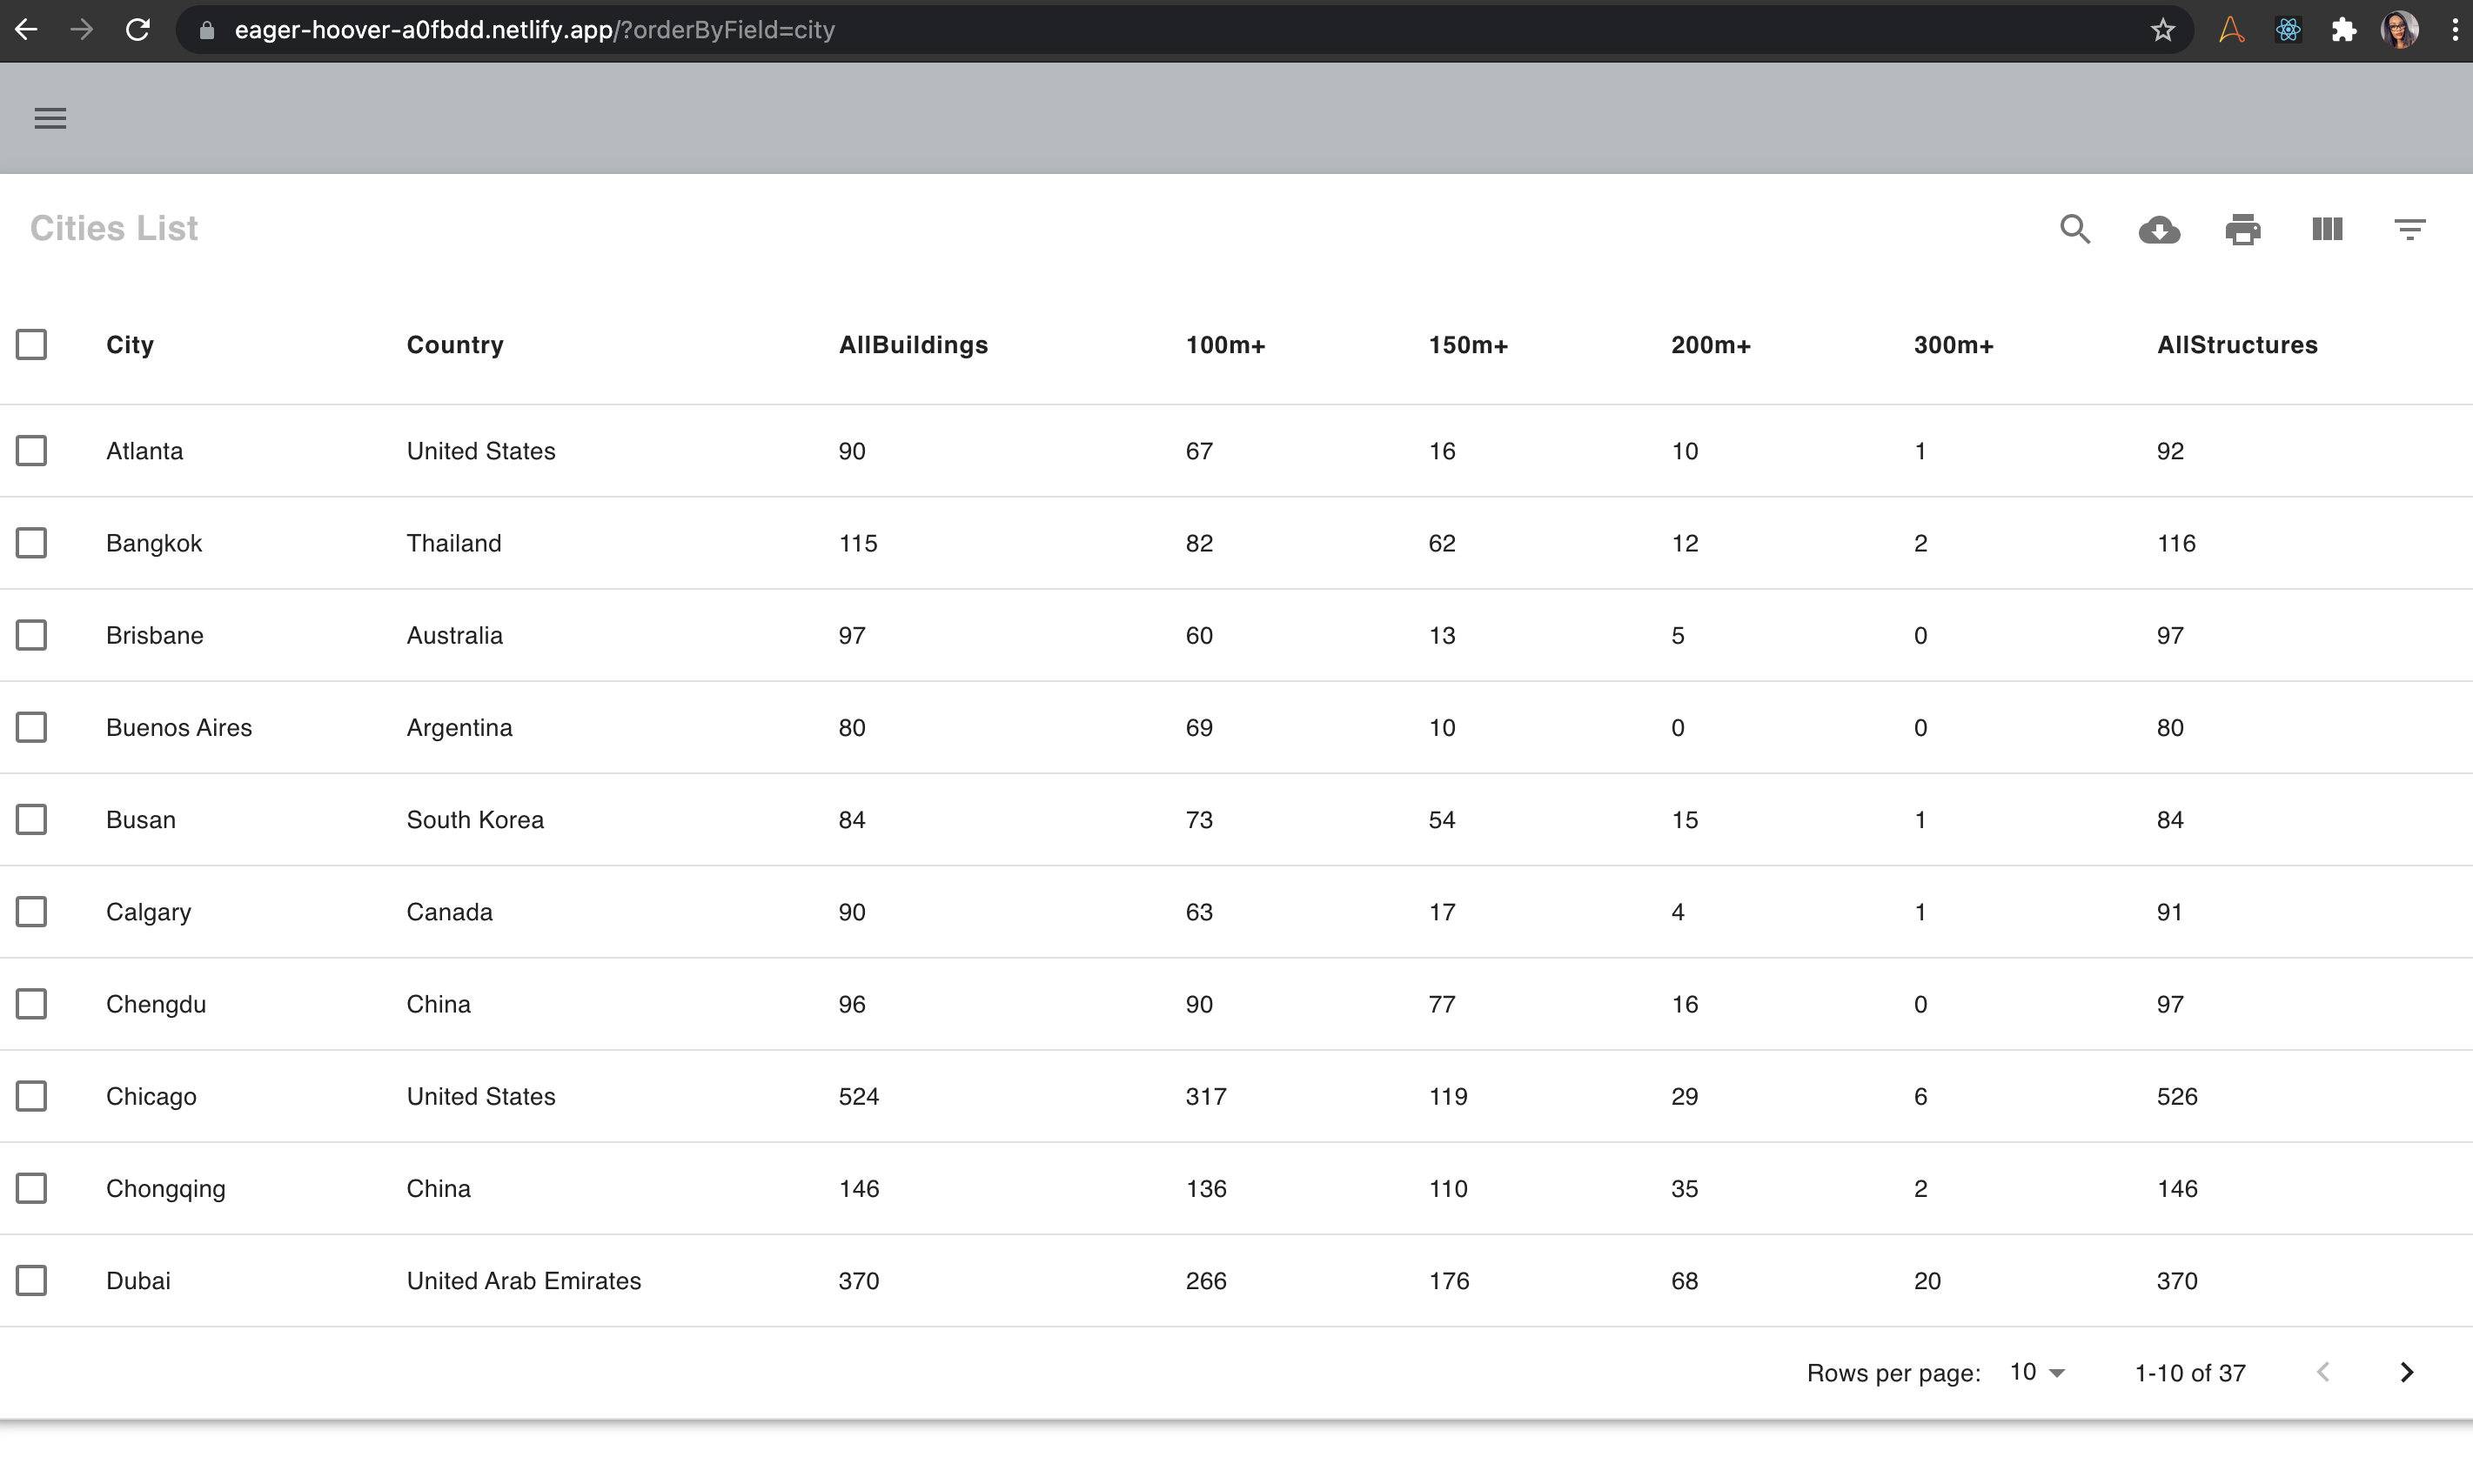 eager-hoover-a0fbdd.netlify.app/?orderByField=city
Cities List
City Country AllBuildings 100m+ 150m+ 200m+ 300m+ AllStructures
Atlanta United States 90 67 16 10 1 92
Bangkok Thailand 115 82 62 12 2 116
Brisbane Australia 97 60 13 5 0 97
Buenos Aires Argentina 80 69 10 0 0 80
Busan South Korea 84 73 54 15 1 84
Calgary Canada 90 63 17 4 1 91
Chengdu China 96 90 77 16 0 97
Chicago United States 524 317 119 29 6 526
Chongqing China 146 136 110 35 2 146
Dubai United Arab Emirates 370 266 176 68 20 370
Rows per page: 10 1-10 of 37